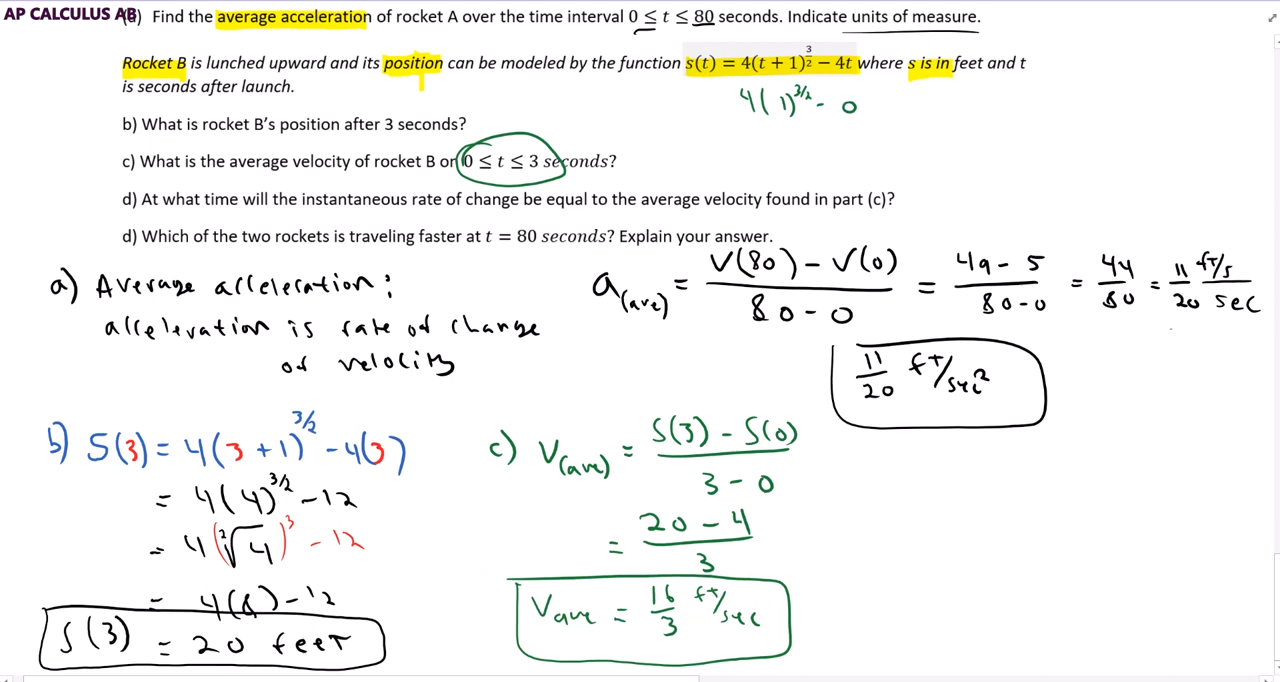 AP CALCULUS AB
Find the average acceleration of rocket A over the time interval 0 ≤ t ≤ 80 seconds. Indicate units of measure.
Rocket B is lunched upward and its position can be modeled by the function s(t) = 4(t + 1)^{3/2} − 4t where s is in feet and t
is seconds after launch.
4(1)^{3/2} - 0
b) What is rocket B's position after 3 seconds?
c) What is the average velocity of rocket B on 0 ≤ t ≤ 3 seconds?
d) At what time will the instantaneous rate of change be equal to the average velocity found in part (c)?
d) Which of the two rockets is traveling faster at t = 80 seconds? Explain your answer.
a) Average acceleration:
acceleration is rate of change
of velocity
a(ave) = (V(80) - V(0))/(80 - 0) = (49 - 5)/(80-0) = 44/80 = 11/20 ft/s/sec
11/20 ft/sec²
b) S(3) = 4(3 + 1)^{3/2} - 4(3)
= 4(4)^{3/2} - 12
= 4(²√4)³ - 12
= 4(8) - 12
S(3) = 20 feet
c) V(ave) = (S(3) - S(0))/(3 - 0)
= (20 - 4)/3
Vave = 16/3 ft/sec